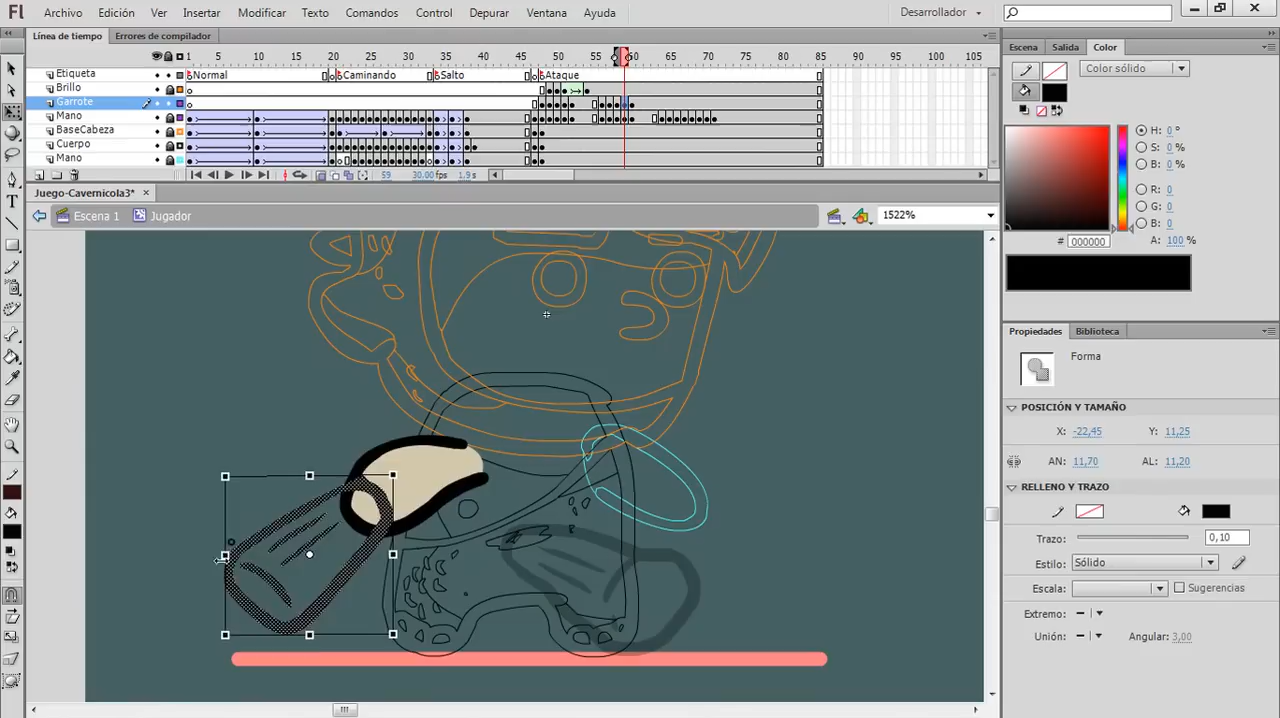 Fl Archivo Edición Ver Insertar Modificar Texto Comandos Control Depurar Ventana Ayuda Desarrollador
Línea de tiempo Errores de compilador
1 5 10 15 20 25 30 35 40 45 50 55 60 65 70 75 80 85 90 95 100 105
Etiqueta Normal Caminando Salto Ataque
Brillo
Garrote
Mano
BaseCabeza
Cuerpo
Mano
59 30.00fps 1,9s
Juego-Cavernicola3* ×
Escena 1 Jugador 1522%
Escena Salida Color
Color sólido
H: 0 °
S: 0 %
B: 0 %
R: 0
G: 0
B: 0
# 000000 A: 100 %
Propiedades Biblioteca
Forma
POSICIÓN Y TAMAÑO
X: -22,45 Y: 11,25
AN: 11,70 AL: 11,20
RELLENO Y TRAZO
Trazo: 0,10
Estilo: Sólido
Escala: Sugerencias
Extremo:
Unión: Angular: 3,00